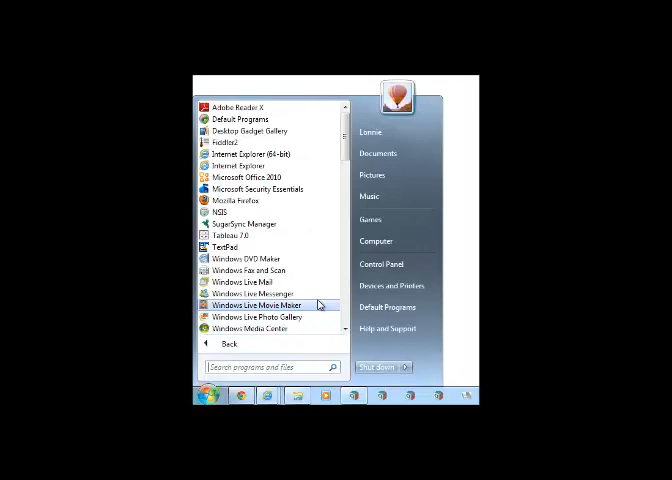 Adobe Reader X
Default Programs
Desktop Gadget Gallery
Fiddler2
Internet Explorer (64-bit)
Internet Explorer
Microsoft Office 2010
Microsoft Security Essentials
Mozilla Firefox
NSIS
SugarSync Manager
Tableau 7.0
TextPad
Windows DVD Maker
Windows Fax and Scan
Windows Live Mail
Windows Live Messenger
Windows Live Movie Maker
Windows Live Photo Gallery
Windows Media Center
Back
Search programs and files
Lonnie
Documents
Pictures
Music
Games
Computer
Control Panel
Devices and Printers
Default Programs
Help and Support
Shut down